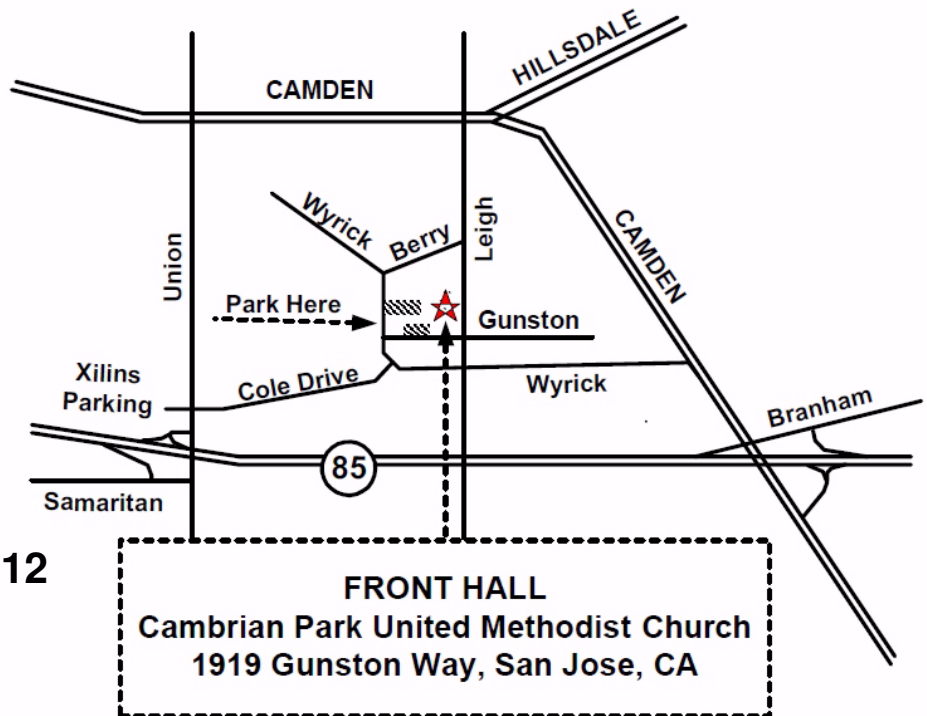 HILLSDALE
CAMDEN
Wyrick
Berry
Leigh
Union
CAMDEN
Park Here
Gunston
Xilins
Parking
Cole Drive
Wyrick
Branham
85
Samaritan
12
FRONT HALL
Cambrian Park United Methodist Church
1919 Gunston Way, San Jose, CA